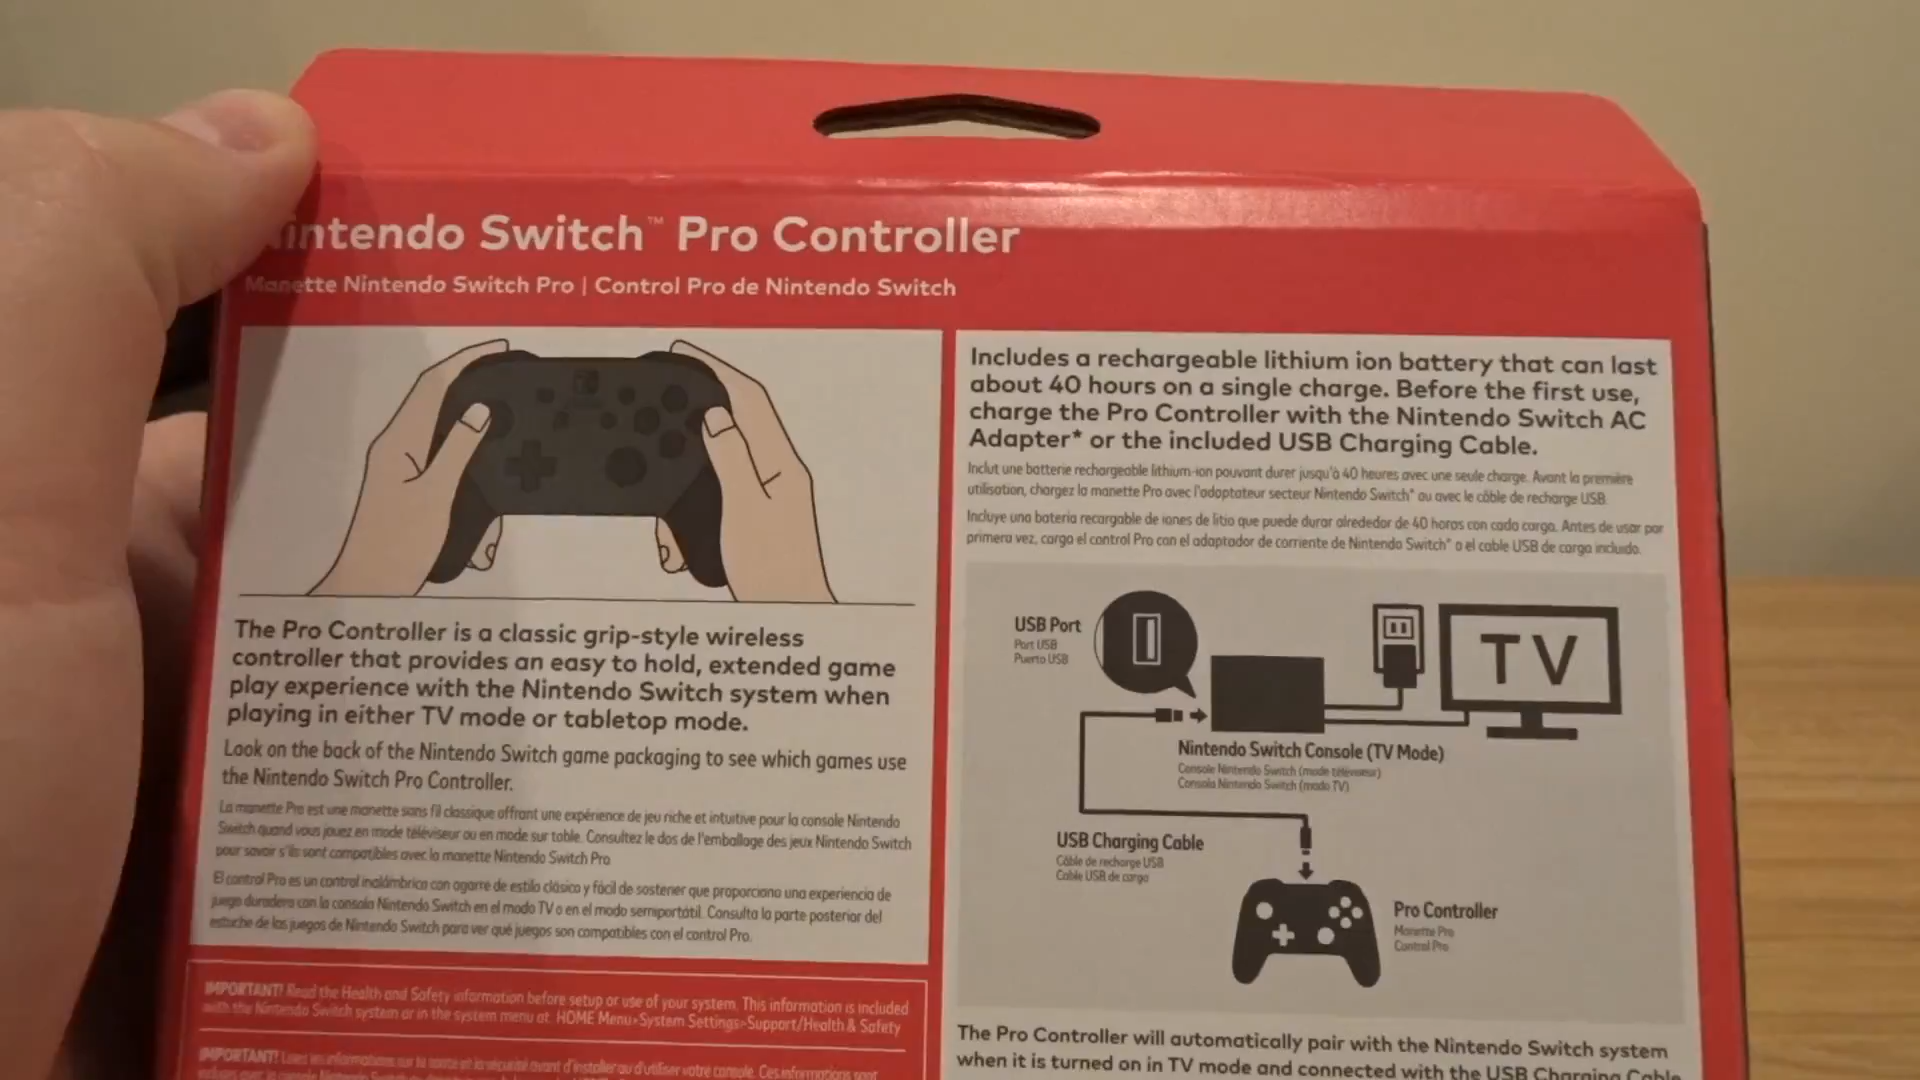 intendo Switch™ Pro Controller
Manette Nintendo Switch Pro | Control Pro de Nintendo Switch
The Pro Controller is a classic grip-style wireless
controller that provides an easy to hold, extended game
play experience with the Nintendo Switch system when
playing in either TV mode or tabletop mode.
Look on the back of the Nintendo Switch game packaging to see which games use
the Nintendo Switch Pro Controller.
La manette Pro est une manette sans fil classique offrant une expérience de jeu riche et intuitive pour la console Nintendo
Switch quand vous jouez en mode téléviseur ou en mode sur table. Consultez le dos de l'emballage des jeux Nintendo Switch
pour savoir s'ils sont compatibles avec la manette Nintendo Switch Pro.
El control Pro es un control inalámbrico con agarre de estilo clásico y fácil de sostener que proporciona una experiencia de
juego duradera con la consola Nintendo Switch en el modo TV o en el modo semiportátil. Consulta la parte posterior del
estuche de los juegos de Nintendo Switch para ver qué juegos son compatibles con el control Pro.
IMPORTANT! Read the Health and Safety information before setup or use of your system. This information is included
with the Nintendo Switch system or in the system menu at: HOME Menu>System Settings>Support/Health & Safety
IMPORTANT! Lisez les informations sur la santé et la sécurité avant d'installer ou d'utiliser votre console. Ces informations sont
Includes a rechargeable lithium ion battery that can last
about 40 hours on a single charge. Before the first use,
charge the Pro Controller with the Nintendo Switch AC
Adapter* or the included USB Charging Cable.
Inclut une batterie rechargeable lithium-ion pouvant durer jusqu'à 40 heures avec une seule charge. Avant la première
utilisation, chargez la manette Pro avec l'adaptateur secteur Nintendo Switch* ou avec le câble de recharge USB.
Incluye una batería recargable de iones de litio que puede durar alrededor de 40 horas con cada carga. Antes de usar por
primera vez, carga el control Pro con el adaptador de corriente de Nintendo Switch* o el cable USB de carga incluido.
USB Port
Port USB
Puerto USB
TV
Nintendo Switch Console (TV Mode)
Console Nintendo Switch (mode téléviseur)
Consola Nintendo Switch (modo TV)
USB Charging Cable
Câble de recharge USB
Cable USB de carga
Pro Controller
Manette Pro
Control Pro
The Pro Controller will automatically pair with the Nintendo Switch system
when it is turned on in TV mode and connected with the USB Charging Cable